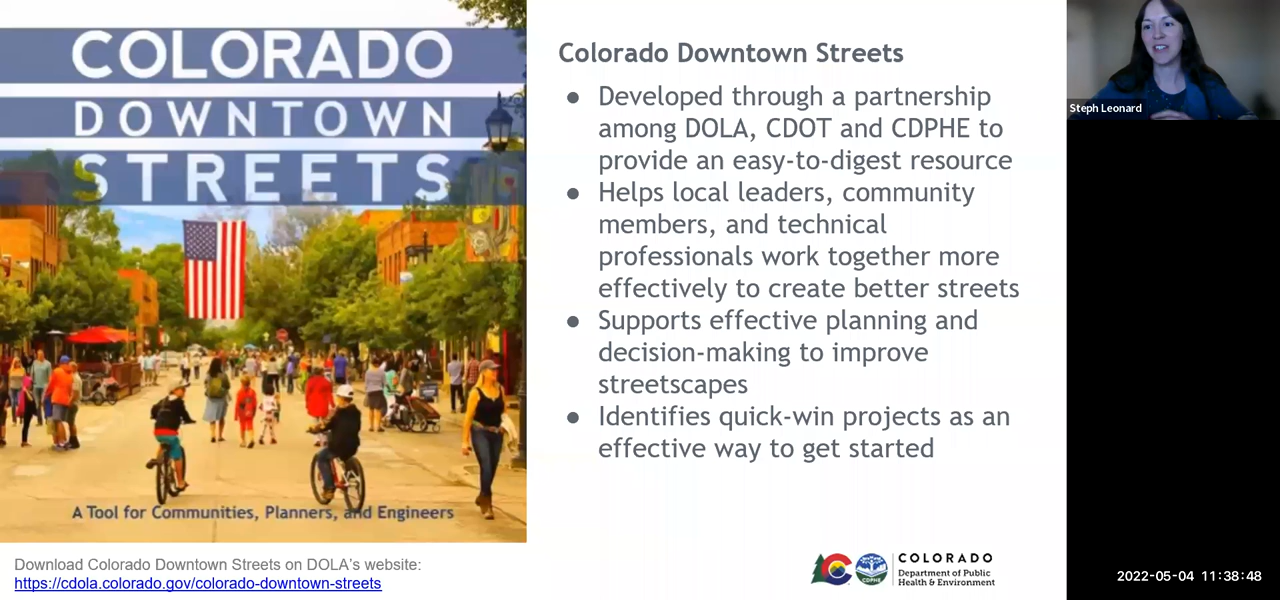 COLORADO
DOWNTOWN
STREETS
A Tool for Communities, Planners, and Engineers
Download Colorado Downtown Streets on DOLA's website:
https://cdola.colorado.gov/colorado-downtown-streets
Colorado Downtown Streets
● Developed through a partnership
among DOLA, CDOT and CDPHE to
provide an easy-to-digest resource
● Helps local leaders, community
members, and technical
professionals work together more
effectively to create better streets
● Supports effective planning and
decision-making to improve
streetscapes
● Identifies quick-win projects as an
effective way to get started
CDPHE
COLORADO
Department of Public
Health & Environment
Steph Leonard
2022-05-04 11:38:48